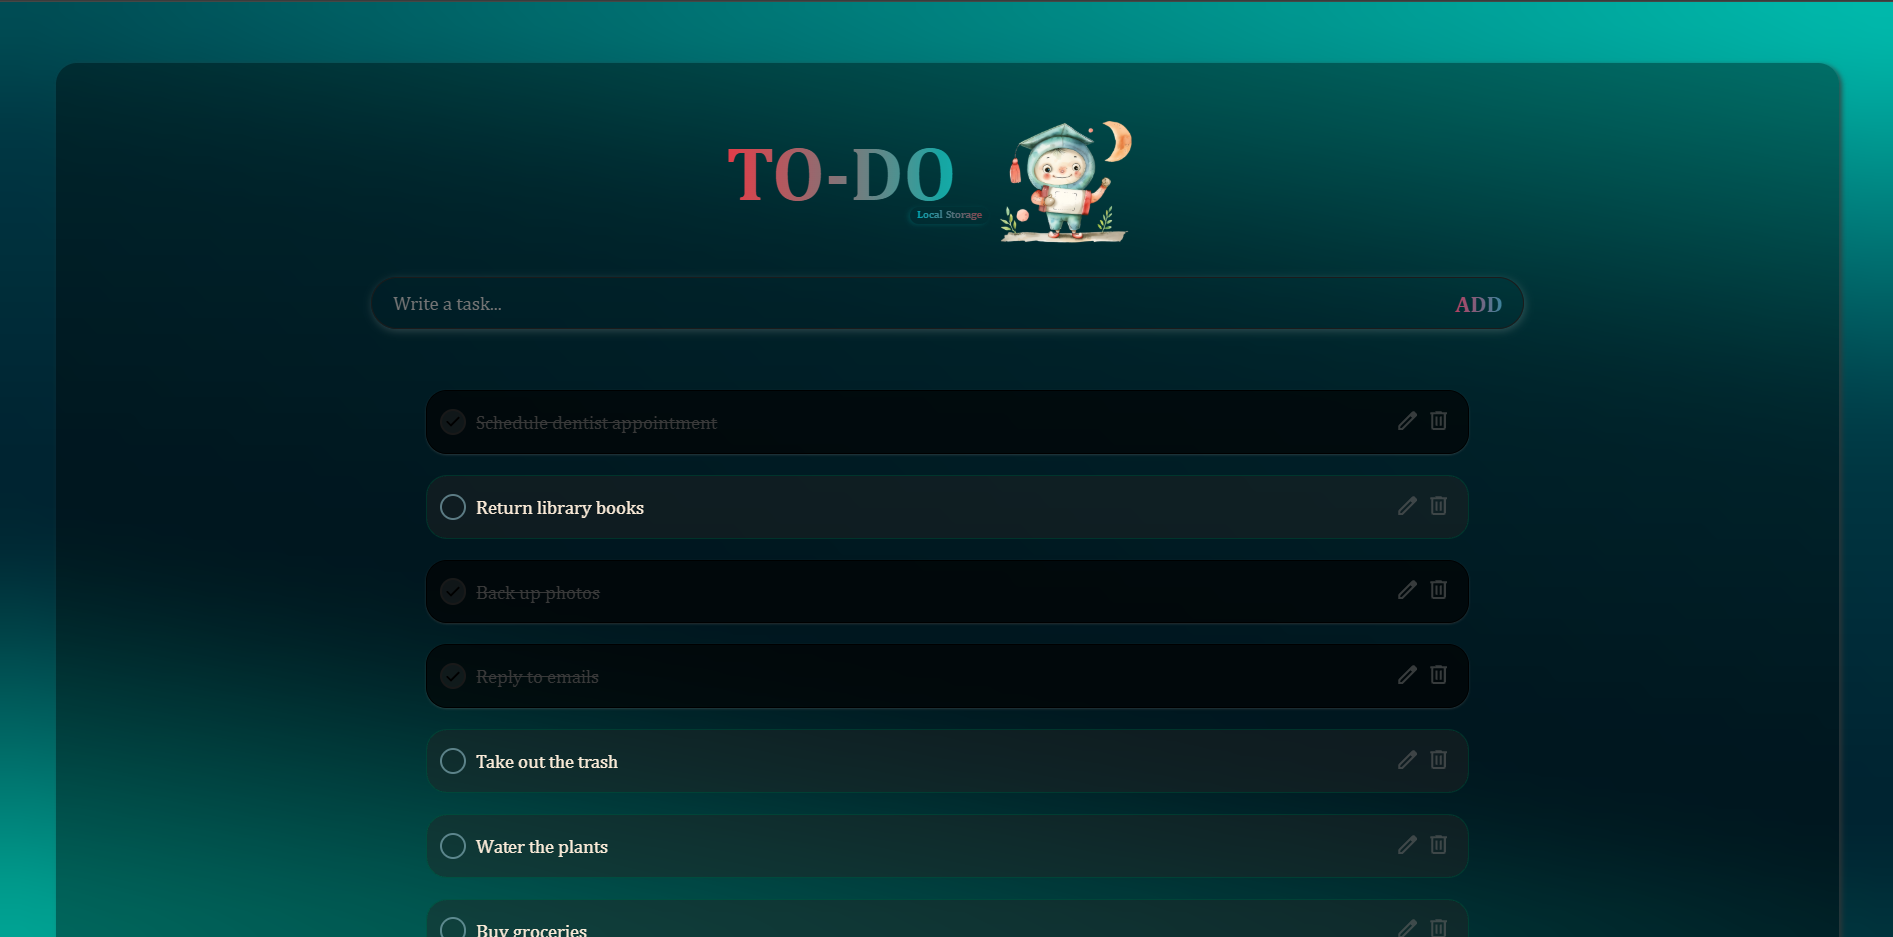 TO-DO
Local Storage
Write a task...
ADD
Schedule dentist appointment
Return library books
Back up photos
Reply to emails
Take out the trash
Water the plants
Buy groceries